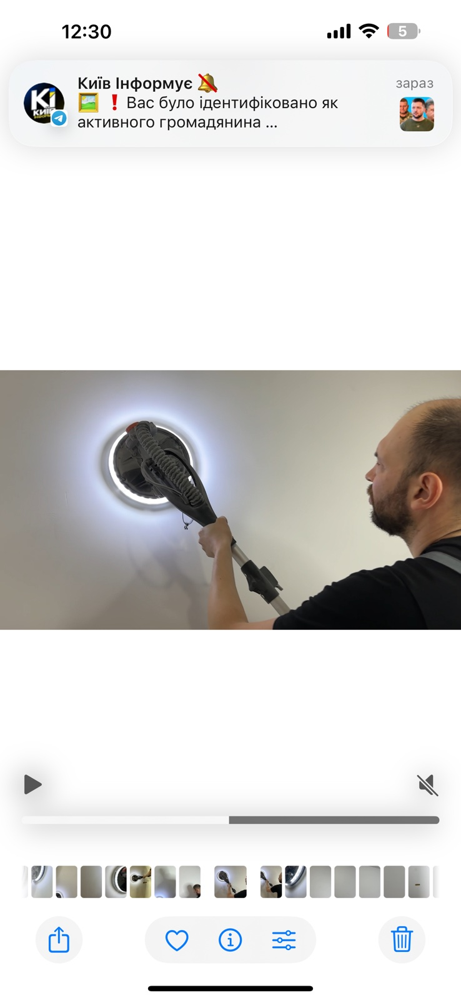 12:30
5
Київ Інформує
зараз
Вас було ідентифіковано як
активного громадянина ...